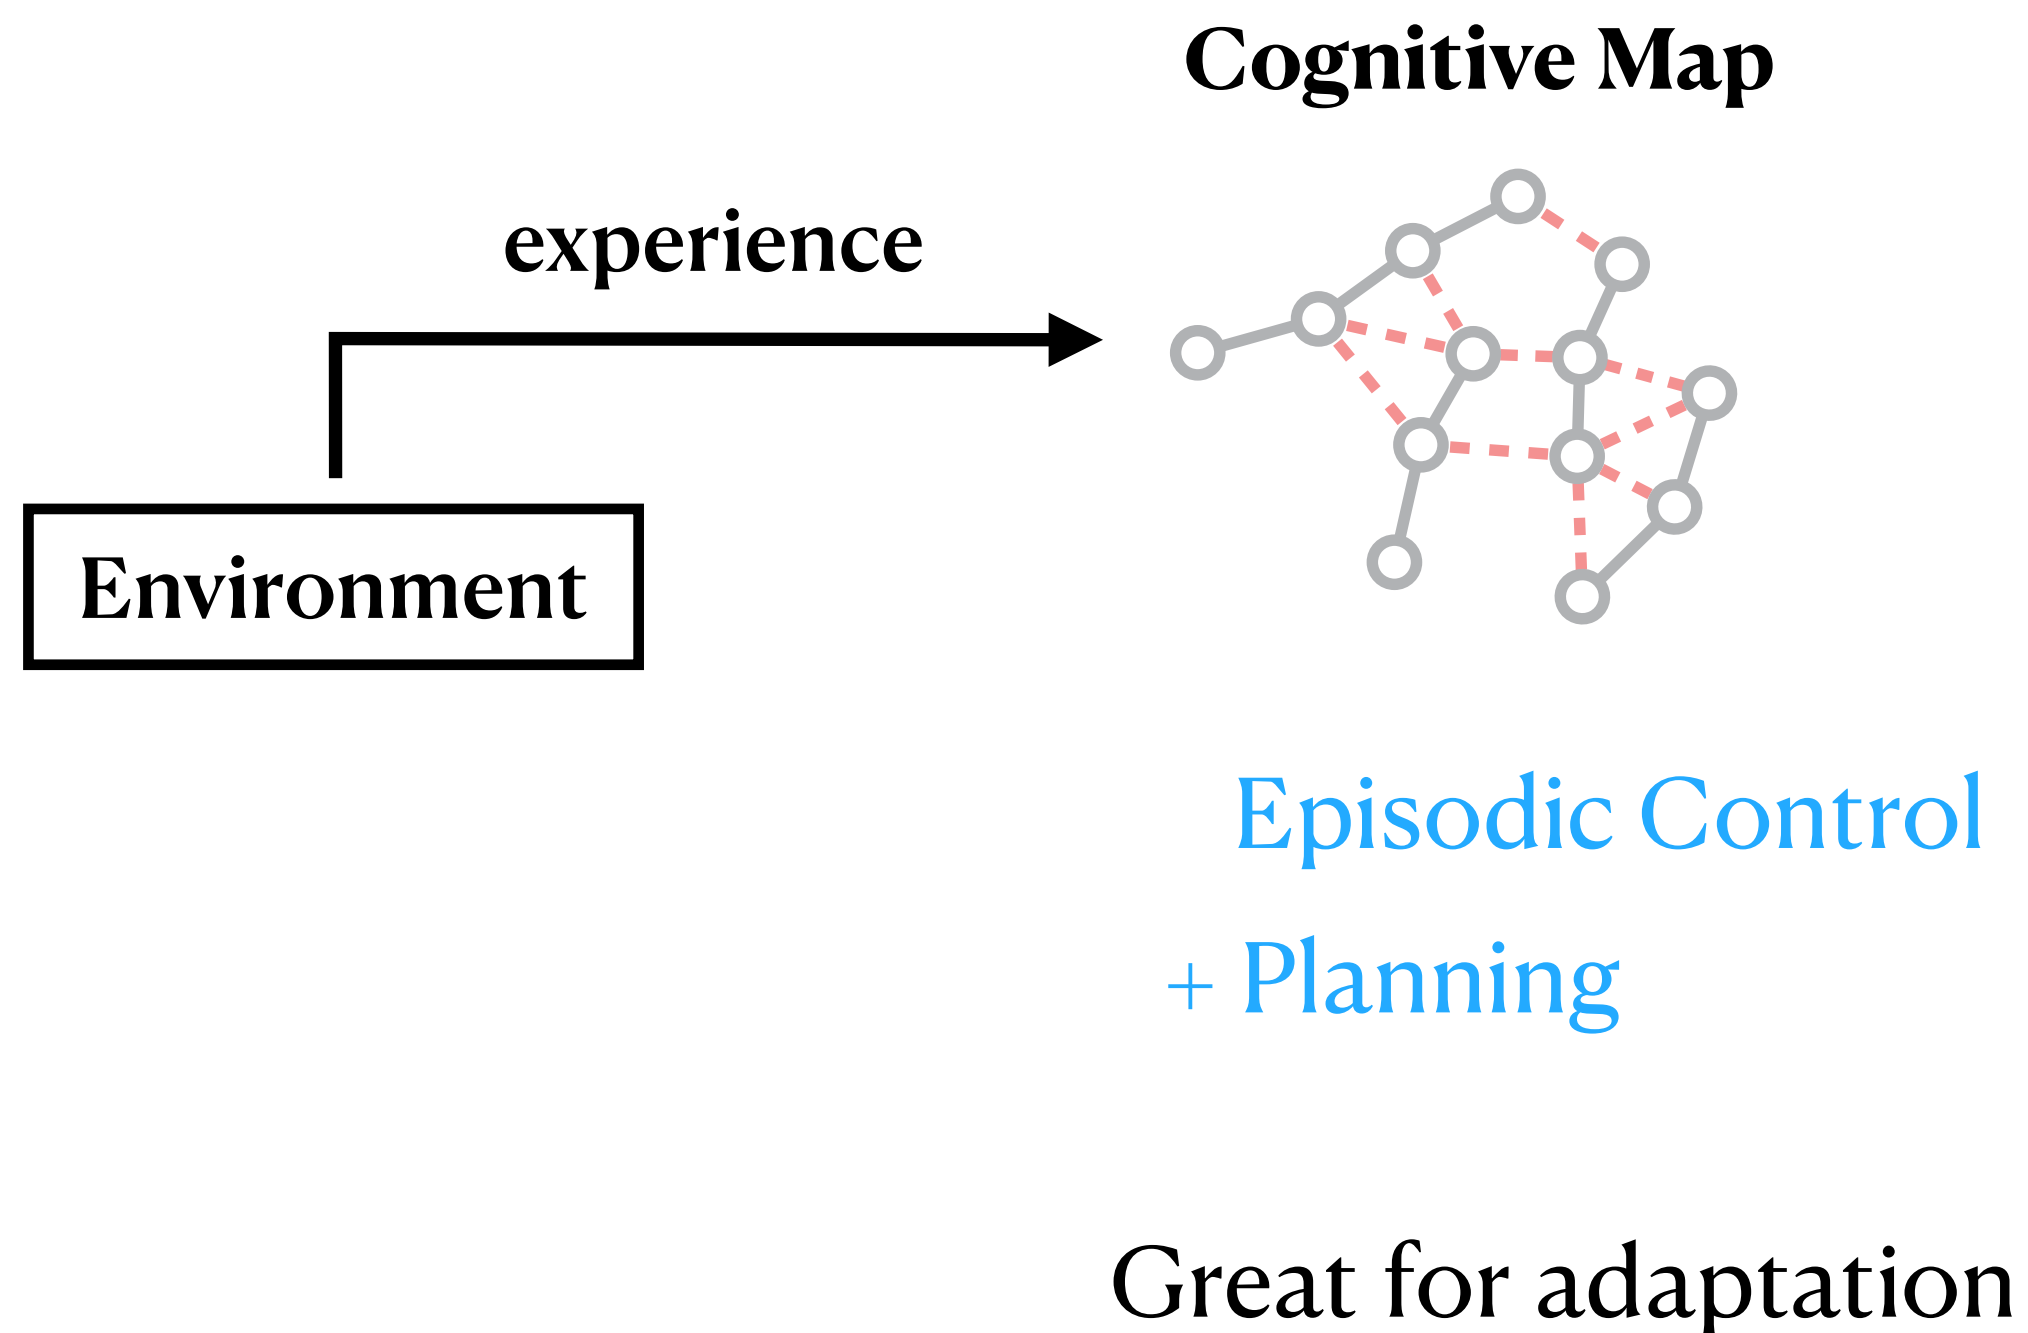 Cognitive Map
experience
Environment
Episodic Control
+ Planning
Great for adaptation